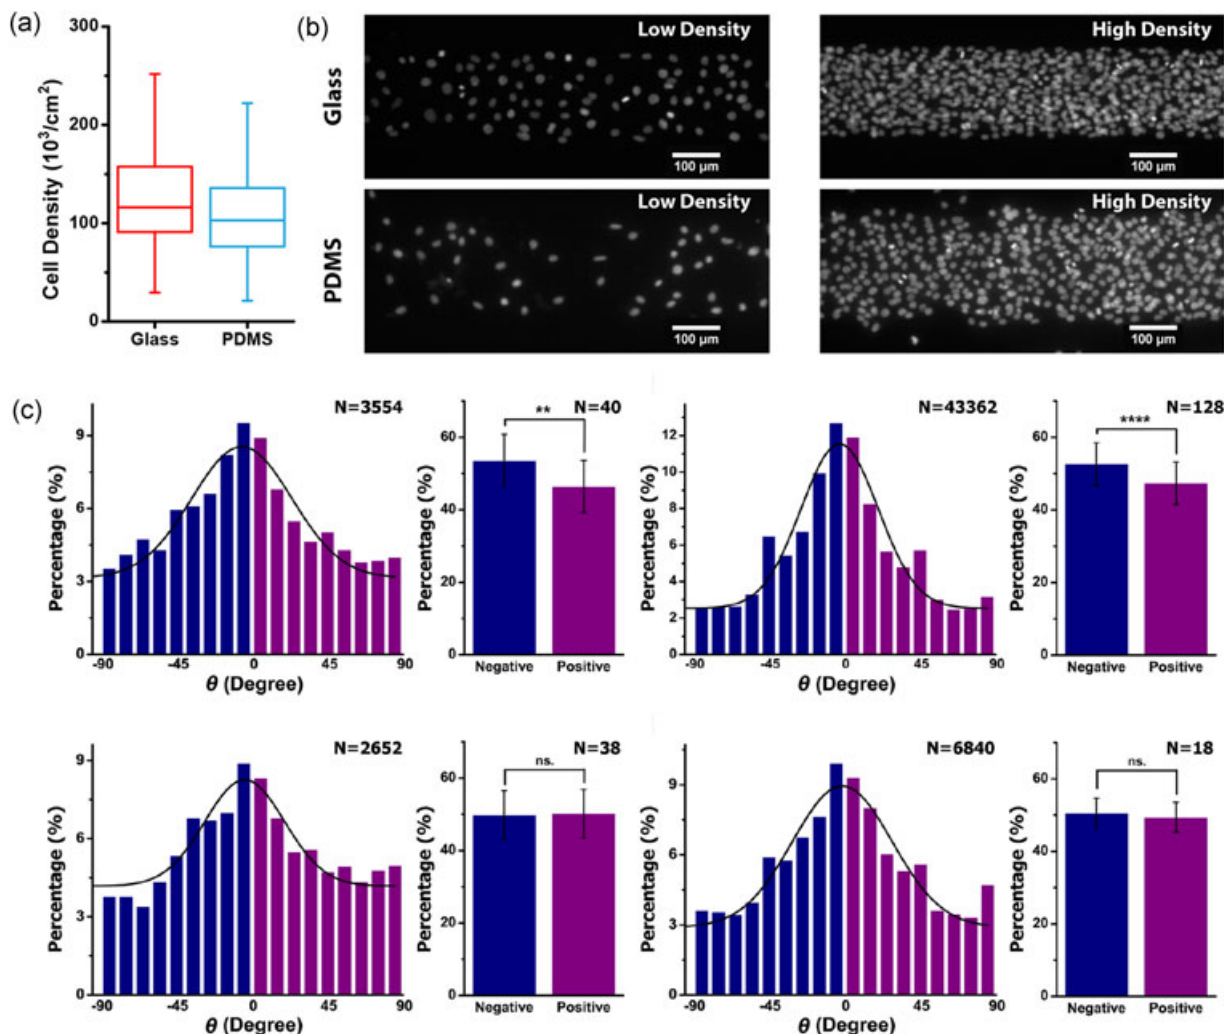 (a)
300
200
100
0
Cell Density (10³/cm²)
Glass
PDMS
(b)
Glass
Low Density
100 µm
High Density
100 µm
PDMS
Low Density
100 µm
High Density
100 µm
(c)
N=3554
9
6
3
0
Percentage (%)
-90 -45 0 45 90
θ (Degree)
N=40
**
60
40
20
0
Percentage (%)
Negative Positive
N=43362
12
10
8
6
4
2
0
Percentage (%)
-90 -45 0 45 90
θ (Degree)
N=128
****
60
40
20
0
Percentage (%)
Negative Positive
N=2652
9
6
3
0
Percentage (%)
-90 -45 0 45 90
θ (Degree)
N=38
ns.
60
40
20
0
Percentage (%)
Negative Positive
N=6840
9
6
3
0
Percentage (%)
-90 -45 0 45 90
θ (Degree)
N=18
ns.
60
40
20
0
Percentage (%)
Negative Positive